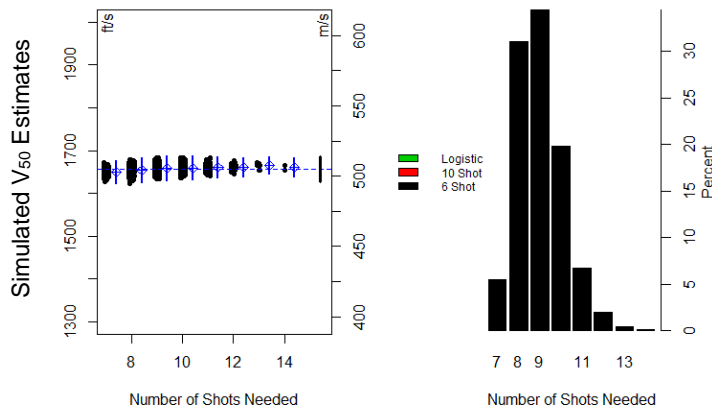 Simulated V50 Estimates
1300 1500 1700 1900
ft/s
m/s
400 450 500 550 600
8 10 12 14
Number of Shots Needed
Logistic
10 Shot
6 Shot
7 8 9 11 13
Number of Shots Needed
0 5 10 15 20 25 30
Percent